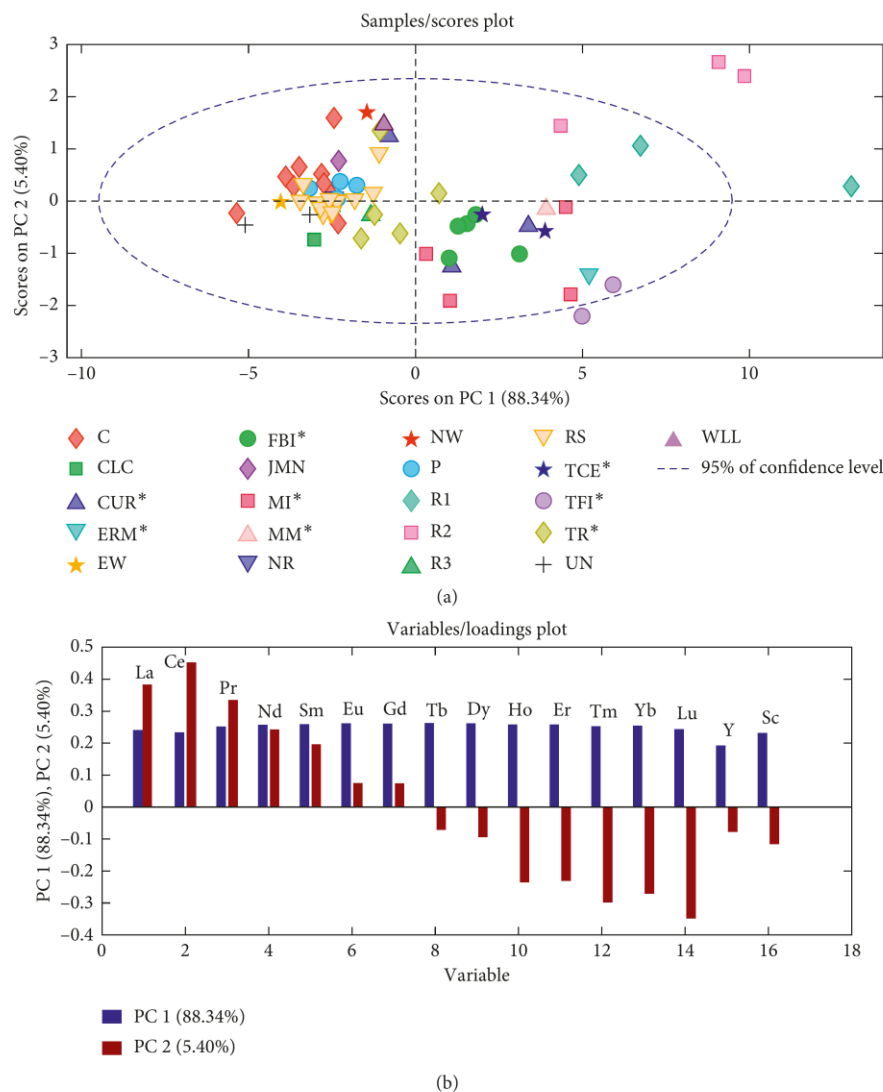 Samples/scores plot
Scores on PC 2 (5.40%)
3
2
1
0
−1
−2
−3
−10
−5
0
5
10
Scores on PC 1 (88.34%)
C
FBI*
NW
RS
WLL
CLC
JMN
P
TCE*
95% of confidence level
CUR*
MI*
R1
TFI*
ERM*
MM*
R2
TR*
EW
NR
R3
UN
(a)
Variables/loadings plot
PC 1 (88.34%), PC 2 (5.40%)
0.5
0.4
0.3
0.2
0.1
0
−0.1
−0.2
−0.3
−0.4
La
Ce
Pr
Nd
Sm
Eu
Gd
Tb
Dy
Ho
Er
Tm
Yb
Lu
Y
Sc
0
2
4
6
8
10
12
14
16
18
Variable
PC 1 (88.34%)
PC 2 (5.40%)
(b)